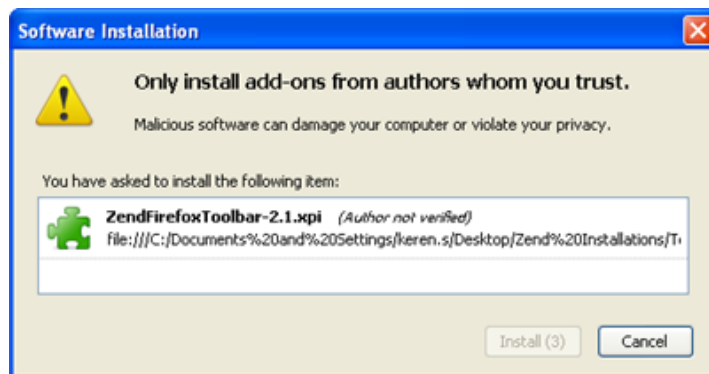 Software Installation
Only install add-ons from authors whom you trust.
Malicious software can damage your computer or violate your privacy.
You have asked to install the following item:
ZendFirefoxToolbar-2.1.xpi (Author not verified)
file:///C:/Documents%20and%20Settings/keren.s/Desktop/Zend%20Installations/T
Install (3) Cancel